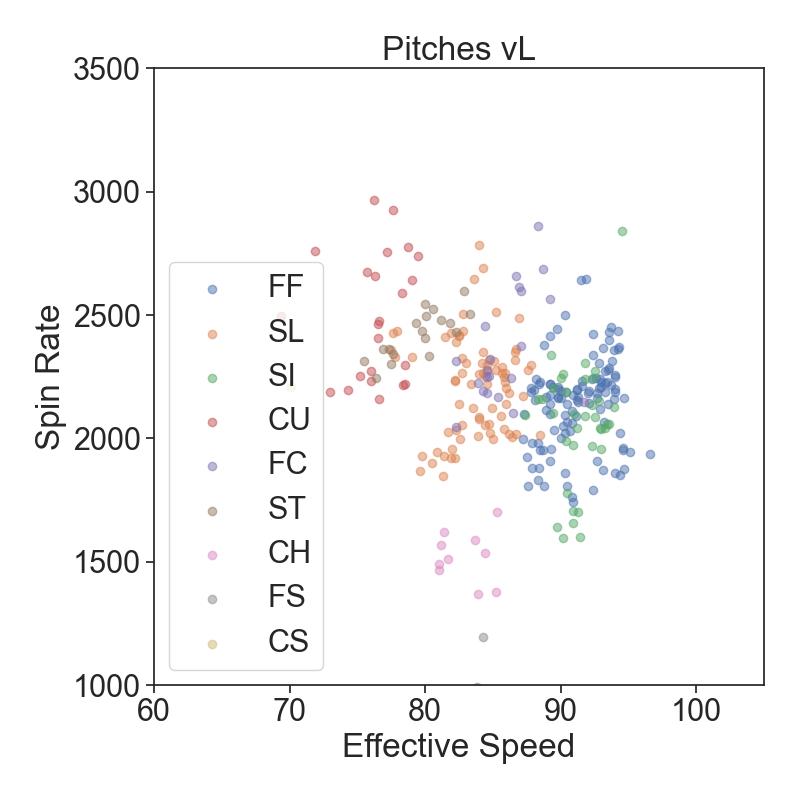 Pitches vL
3500
3000
2500
2000
1500
1000
Spin Rate
FF
SL
SI
CU
FC
ST
CH
FS
CS
60 70 80 90 100
Effective Speed